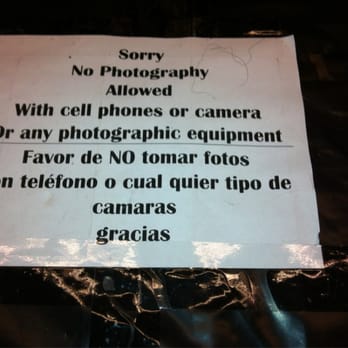 Sorry
No Photography
Allowed
With cell phones or camera
Or any photographic equipment
Favor de NO tomar fotos
on teléfono o cual quier tipo de
camaras
gracias